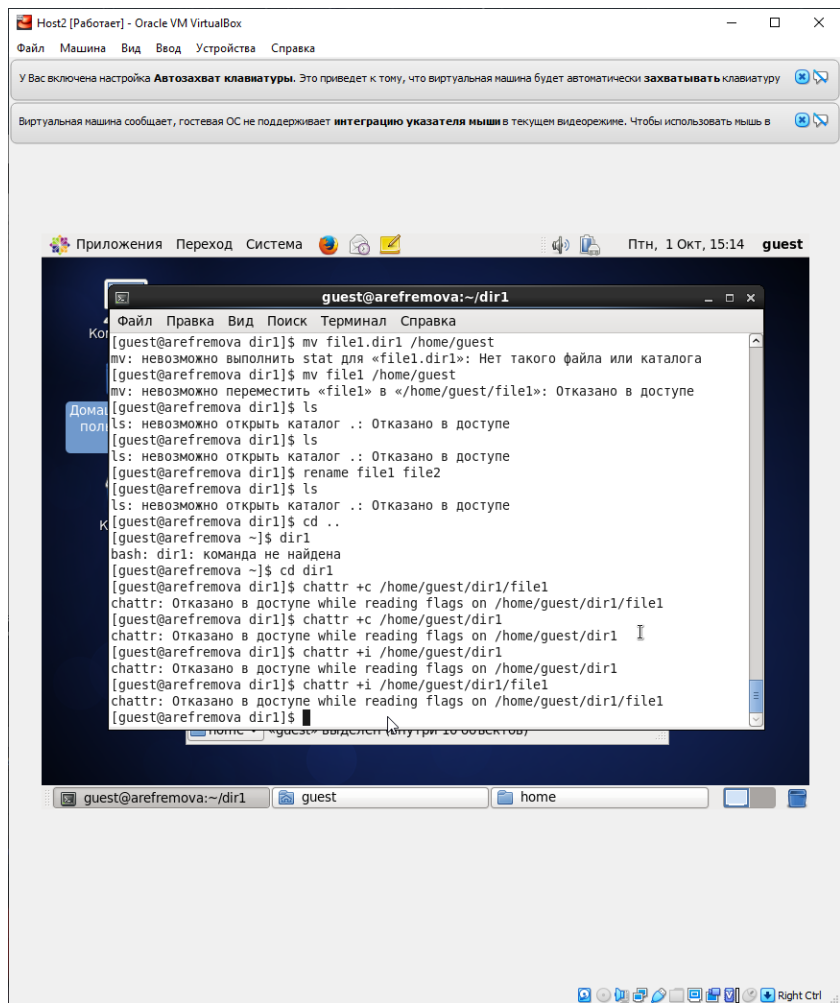 Host2 [Работает] - Oracle VM VirtualBox
Файл Машина Вид Ввод Устройства Справка
У Вас включена настройка Автозахват клавиатуры. Это приведет к тому, что виртуальная машина будет автоматически захватывать клавиатуру
Виртуальная машина сообщает, гостевая ОС не поддерживает интеграцию указателя мыши в текущем видеорежиме. Чтобы использовать мышь в
Приложения Переход Система Птн, 1 Окт, 15:14 guest
guest@arefremova:~/dir1
Файл Правка Вид Поиск Терминал Справка
[guest@arefremova dir1]$ mv file1.dir1 /home/guest
mv: невозможно выполнить stat для «file1.dir1»: Нет такого файла или каталога
[guest@arefremova dir1]$ mv file1 /home/guest
mv: невозможно переместить «file1» в «/home/guest/file1»: Отказано в доступе
[guest@arefremova dir1]$ ls
ls: невозможно открыть каталог .: Отказано в доступе
[guest@arefremova dir1]$ ls
ls: невозможно открыть каталог .: Отказано в доступе
[guest@arefremova dir1]$ rename file1 file2
[guest@arefremova dir1]$ ls
ls: невозможно открыть каталог .: Отказано в доступе
[guest@arefremova dir1]$ cd ..
[guest@arefremova ~]$ dir1
bash: dir1: команда не найдена
[guest@arefremova ~]$ cd dir1
[guest@arefremova dir1]$ chattr +c /home/guest/dir1/file1
chattr: Отказано в доступе while reading flags on /home/guest/dir1/file1
[guest@arefremova dir1]$ chattr +c /home/guest/dir1
chattr: Отказано в доступе while reading flags on /home/guest/dir1
[guest@arefremova dir1]$ chattr +i /home/guest/dir1
chattr: Отказано в доступе while reading flags on /home/guest/dir1
[guest@arefremova dir1]$ chattr +i /home/guest/dir1/file1
chattr: Отказано в доступе while reading flags on /home/guest/dir1/file1
[guest@arefremova dir1]$
home «guest» выделен (внутри 16 объектов)
guest@arefremova:~/dir1 guest home
Right Ctrl